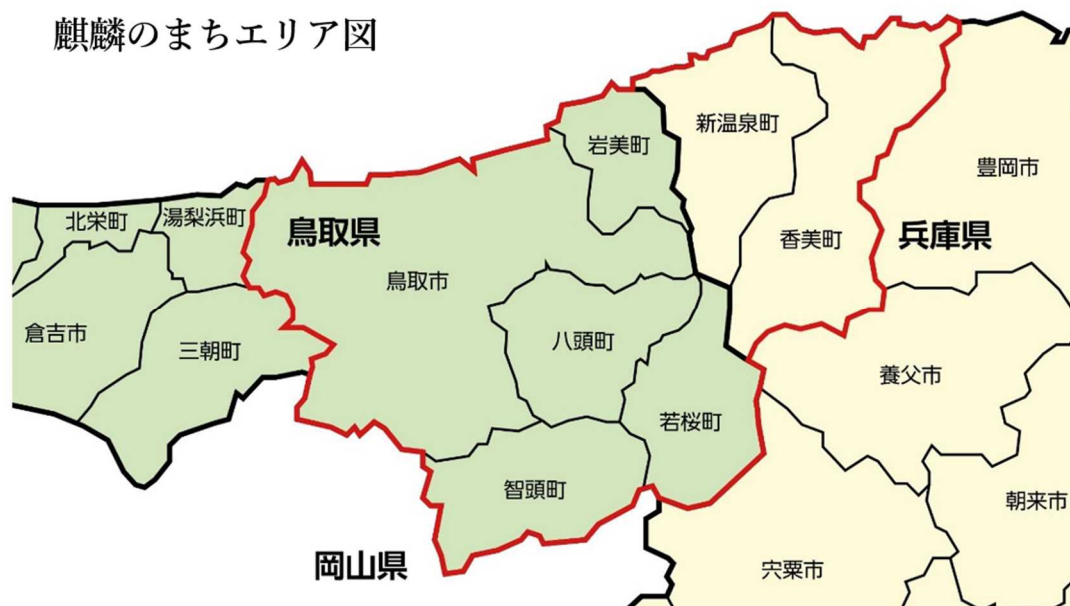 麒麟のまちエリア図
岩美町
新温泉町
豊岡市
北栄町
湯梨浜町
鳥取県
香美町
兵庫県
鳥取市
倉吉市
三朝町
八頭町
養父市
若桜町
智頭町
朝来市
岡山県
宍粟市